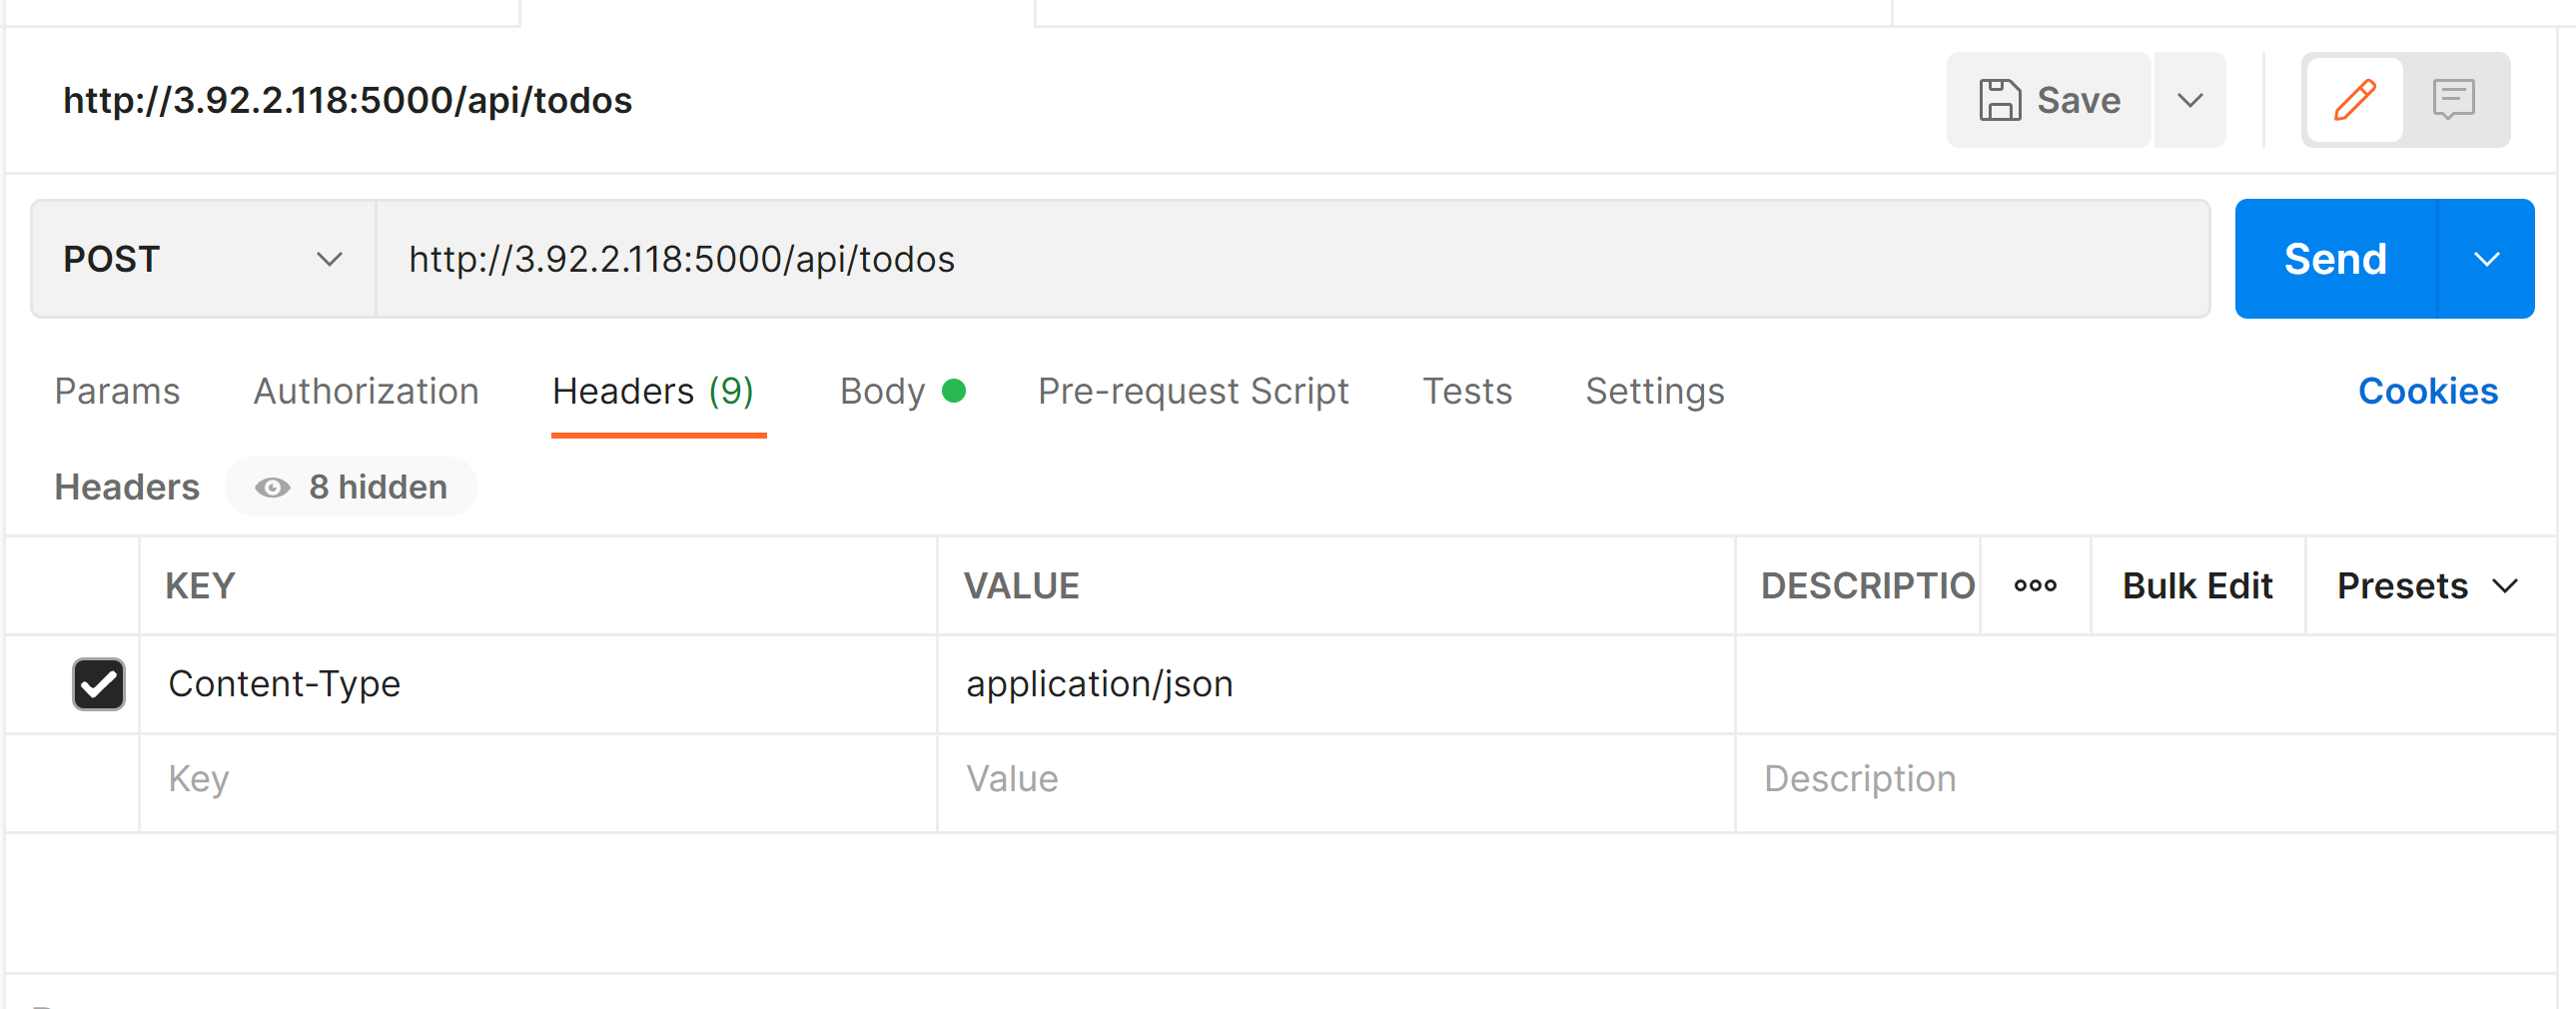 http://3.92.2.118:5000/api/todos
Save
POST
http://3.92.2.118:5000/api/todos
Send
Params Authorization Headers (9) Body Pre-request Script Tests Settings Cookies
Headers 8 hidden
KEY VALUE DESCRIPTIO Bulk Edit Presets
Content-Type application/json
Key Value Description